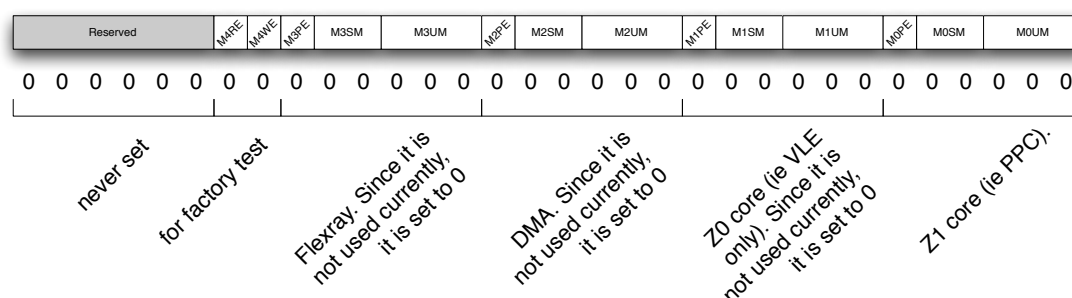 Reserved M4RE M4WE M3PE M3SM M3UM M2PE M2SM M2UM M1PE M1SM M1UM M0PE M0SM M0UM
0 0 0 0 0 0 0 0 0 0 0 0 0 0 0 0 0 0 0 0 0 0 0 0 0 0 0 0 0 0 0 0
never set
for factory test
Flexray. Since it is
not used currently,
it is set to 0
DMA. Since it is
not used currently,
it is set to 0
Z0 core (ie VLE
only). Since it is
not used currently,
it is set to 0
Z1 core (ie PPC).